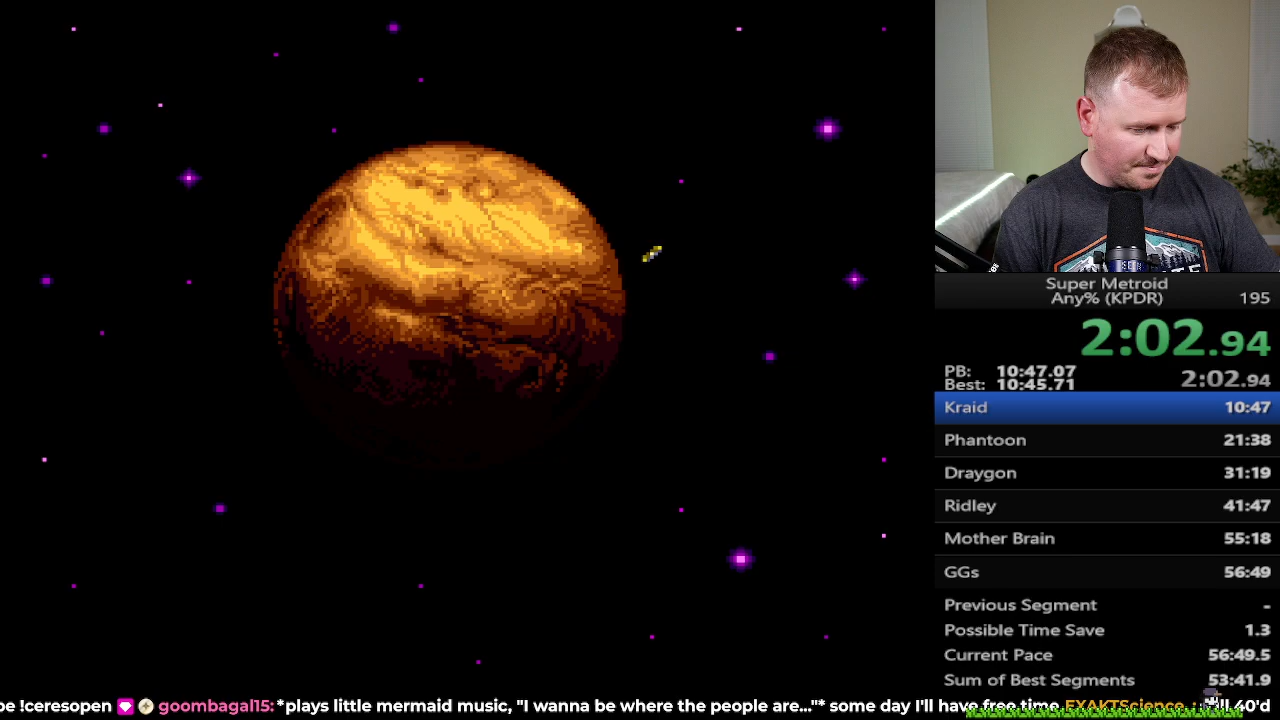 Super Metroid
Any% (KPDR) 195
2:02.94
PB: 10:47.07
Best: 10:45.71 2:02.94
Kraid 10:47
Phantoon 21:38
Draygon 31:19
Ridley 41:47
Mother Brain 55:18
GGs 56:49
Previous Segment -
Possible Time Save 1.3
Current Pace 56:49.5
Sum of Best Segments 53:41.9
pe !ceresopen goombagal15: *plays little mermaid music, "I wanna be where the people are..."* some day I'll have free time EXAKTScience 40'd